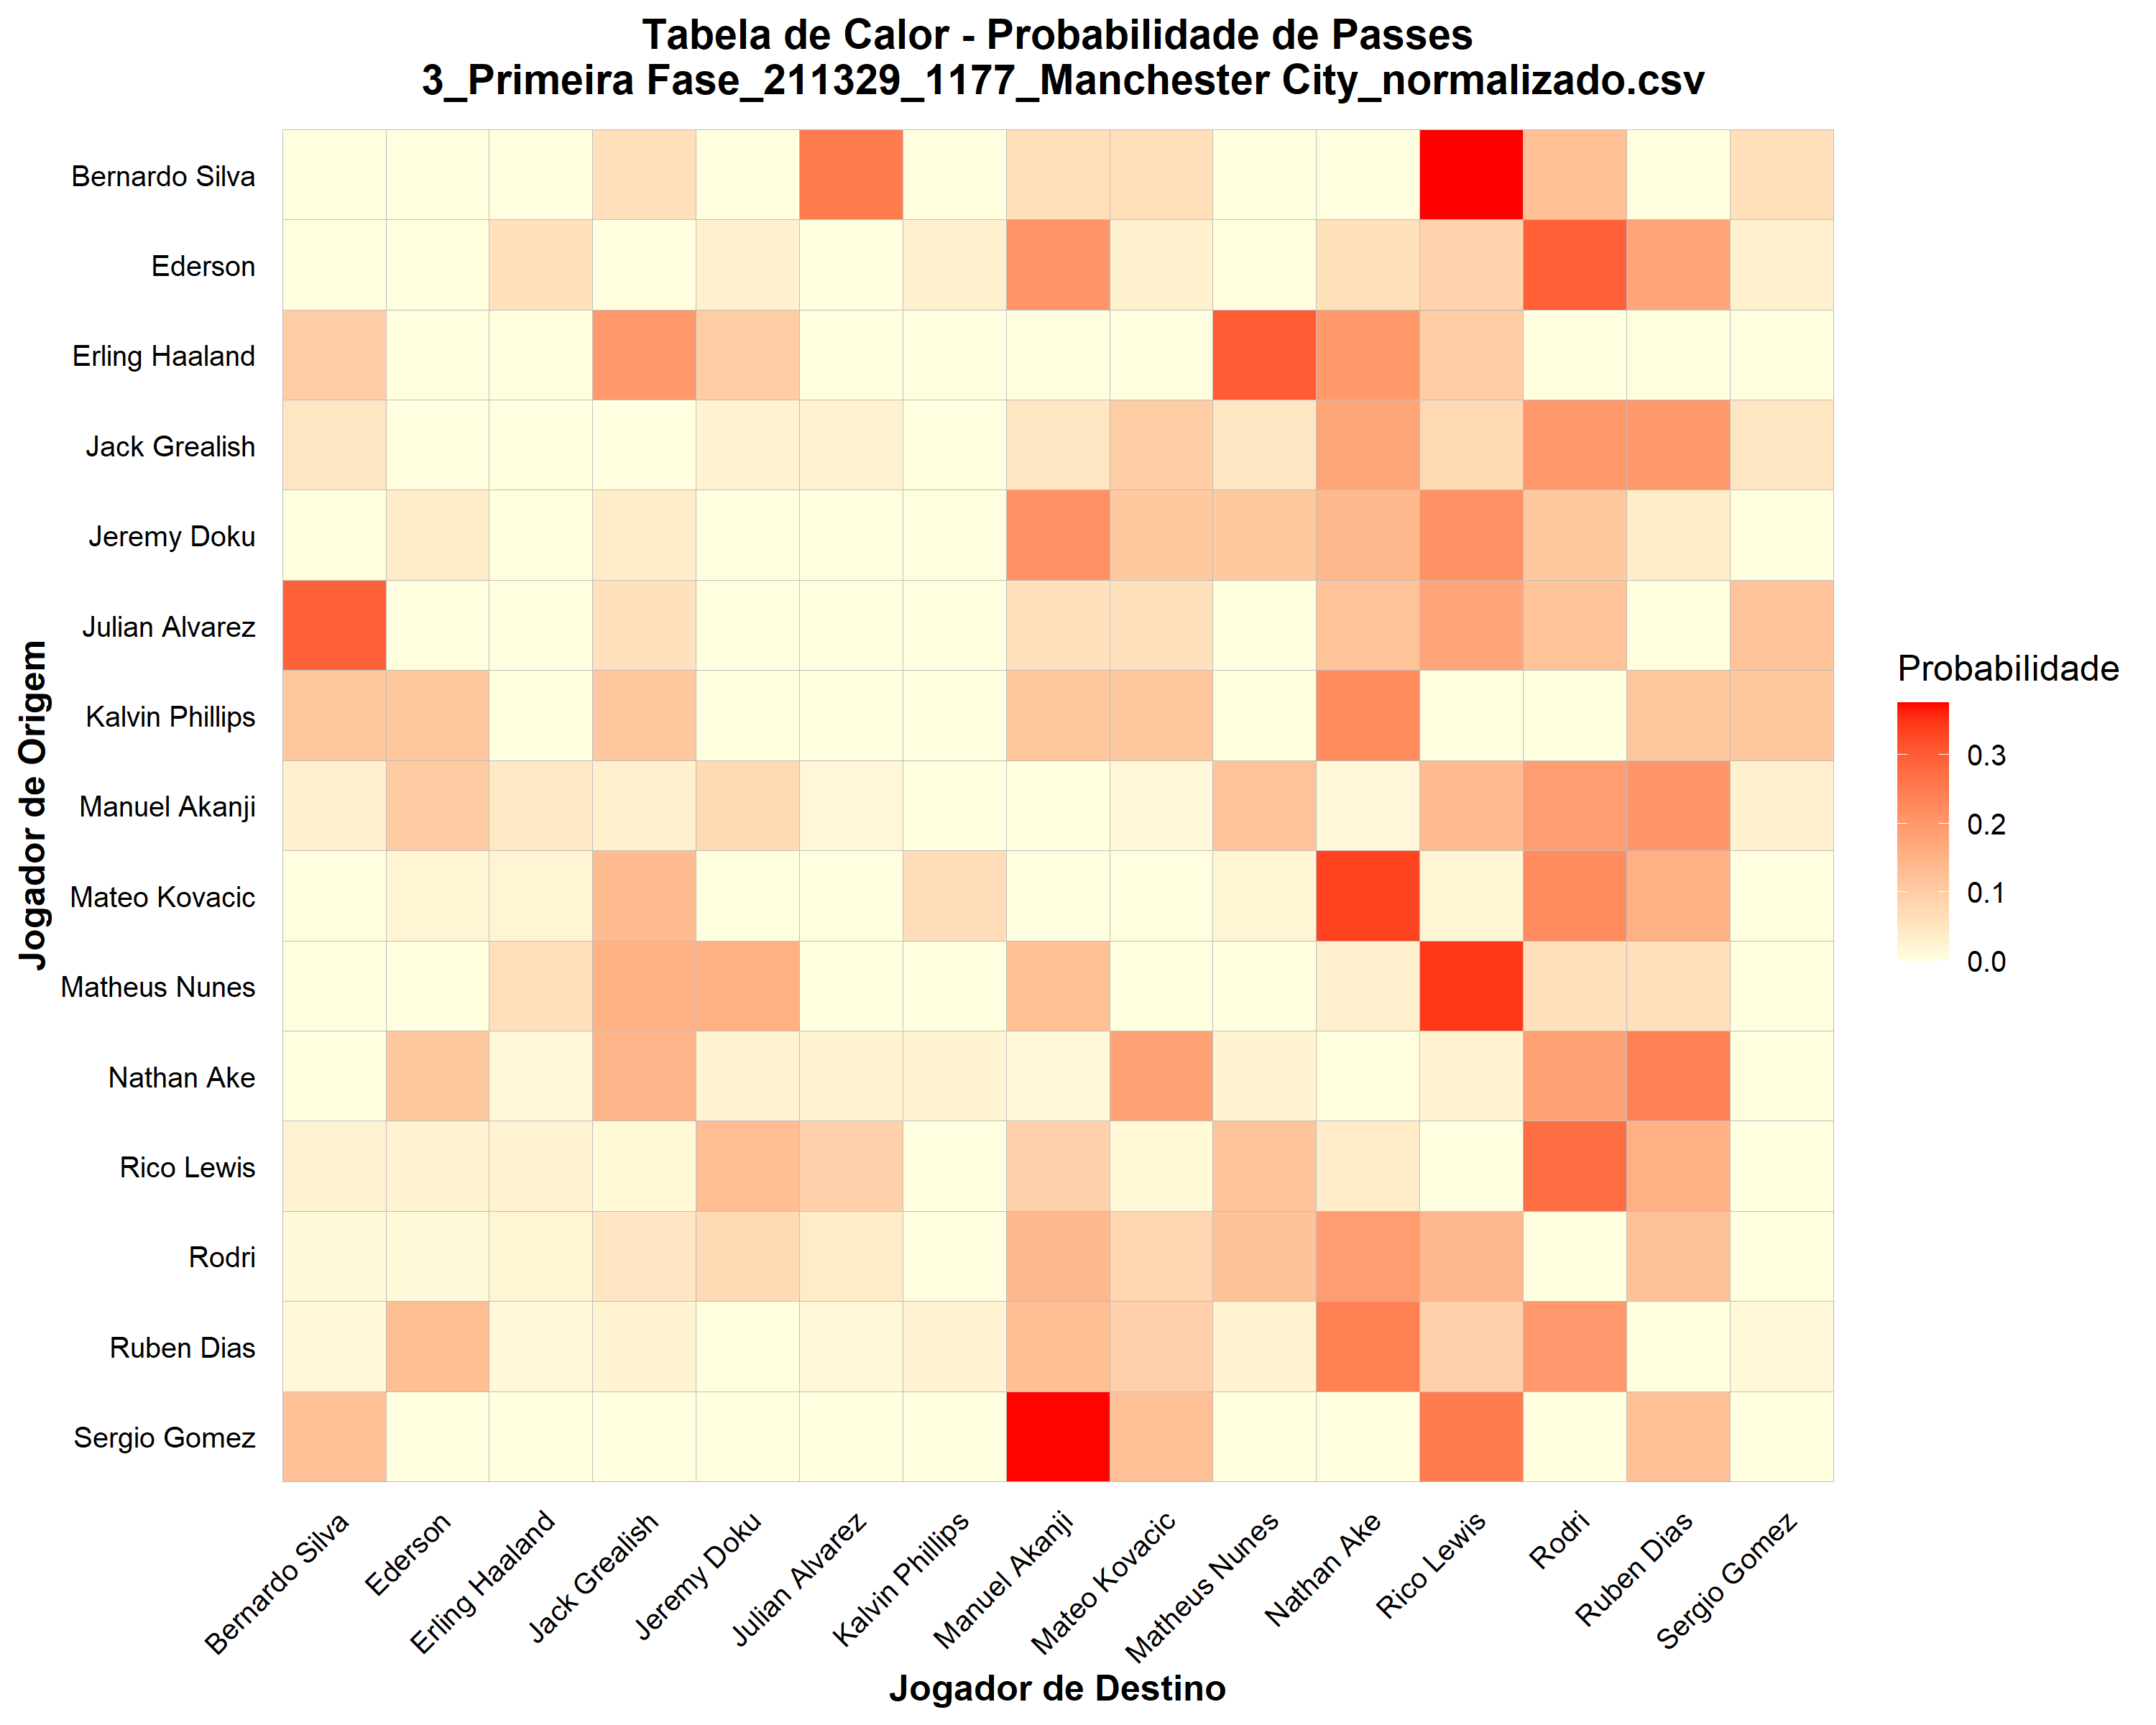 Tabela de Calor - Probabilidade de Passes
3_Primeira Fase_211329_1177_Manchester City_normalizado.csv
Jogador de Origem
Bernardo Silva
Ederson
Erling Haaland
Jack Grealish
Jeremy Doku
Julian Alvarez
Kalvin Phillips
Manuel Akanji
Mateo Kovacic
Matheus Nunes
Nathan Ake
Rico Lewis
Rodri
Ruben Dias
Sergio Gomez
Probabilidade
0.3
0.2
0.1
0.0
Bernardo Silva
Ederson
Erling Haaland
Jack Grealish
Jeremy Doku
Julian Alvarez
Kalvin Phillips
Manuel Akanji
Mateo Kovacic
Matheus Nunes
Nathan Ake
Rico Lewis
Rodri
Ruben Dias
Sergio Gomez
Jogador de Destino